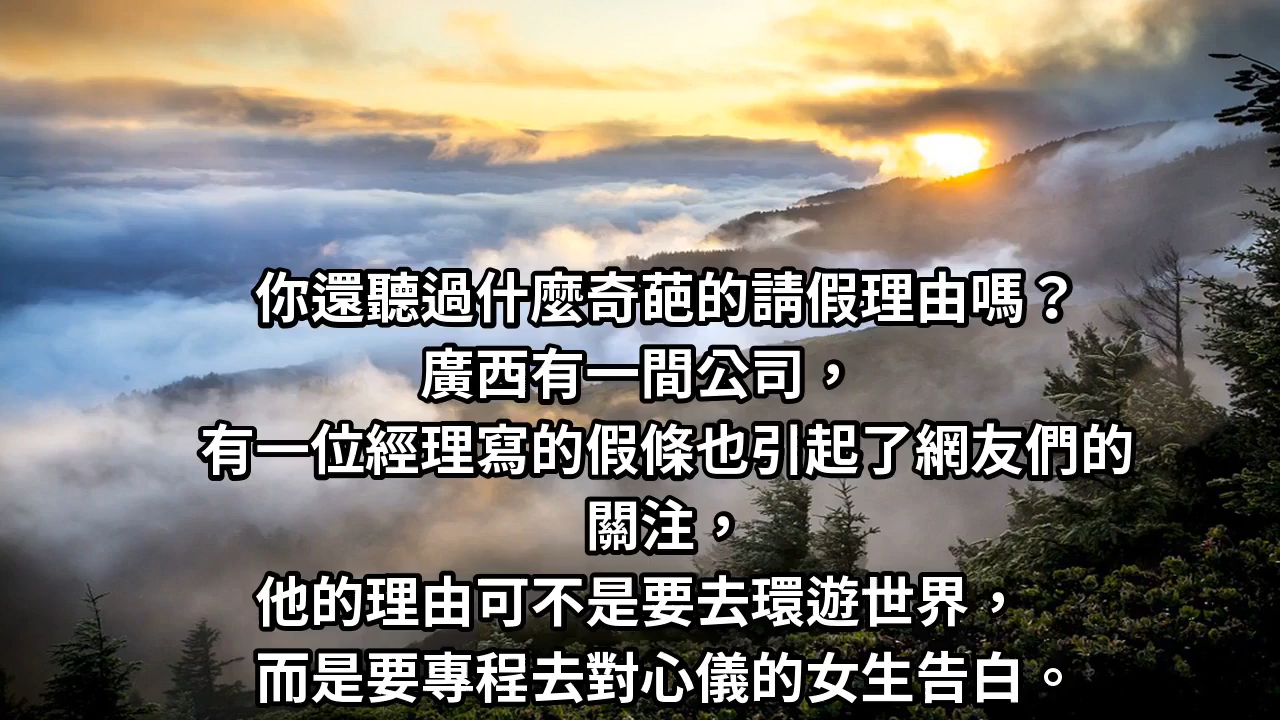 你還聽過什麼奇葩的請假理由嗎？
廣西有一間公司，
有一位經理寫的假條也引起了網友們的
關注，
他的理由可不是要去環遊世界，
而是要專程去對心儀的女生告白。